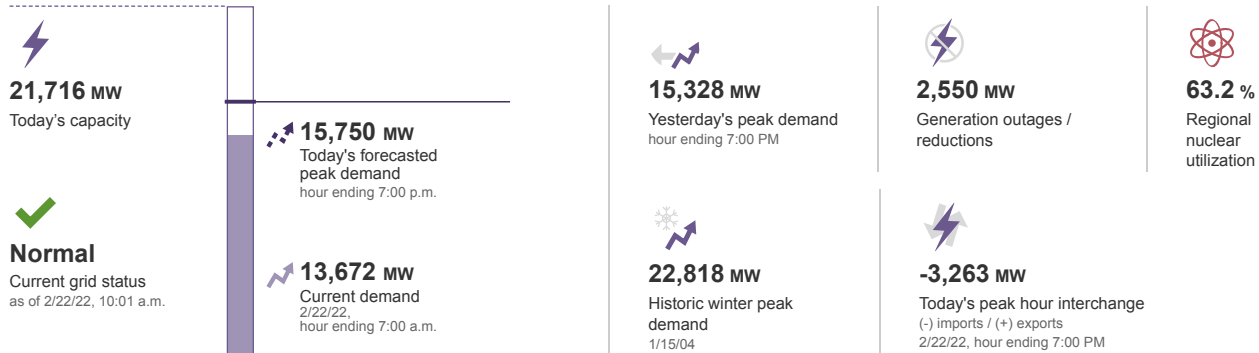 21,716 MW
Today's capacity
Normal
Current grid status
as of 2/22/22, 10:01 a.m.
15,750 MW
Today's forecasted
peak demand
hour ending 7:00 p.m.
13,672 MW
Current demand
2/22/22,
hour ending 7:00 a.m.
15,328 MW
Yesterday's peak demand
hour ending 7:00 PM
2,550 MW
Generation outages /
reductions
63.2 %
Regional
nuclear
utilization
22,818 MW
Historic winter peak
demand
1/15/04
-3,263 MW
Today's peak hour interchange
(-) imports / (+) exports
2/22/22, hour ending 7:00 PM